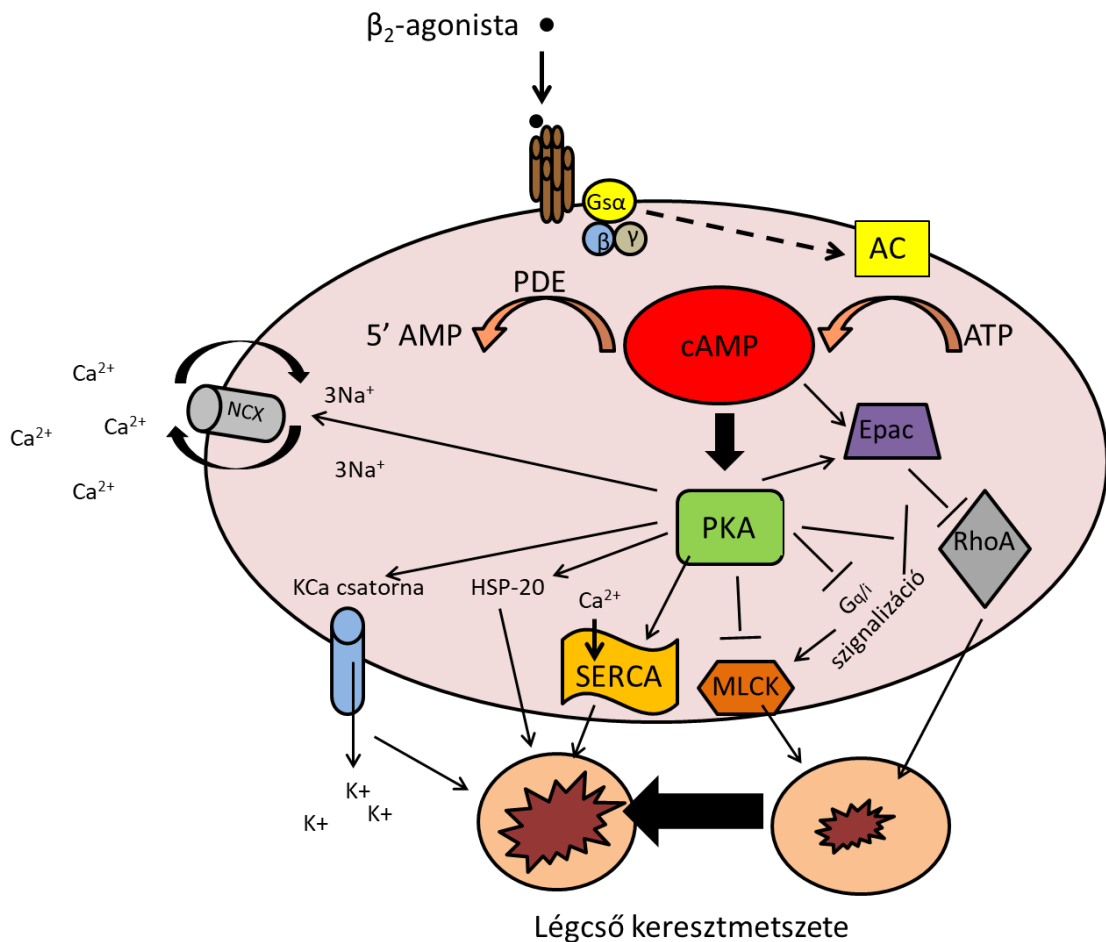 β₂-agonista
Gsα
β
γ
AC
PDE
5’ AMP
cAMP
ATP
Ca²⁺
3Na⁺
NCX
Ca²⁺
Ca²⁺
Epac
3Na⁺
Ca²⁺
PKA
RhoA
KCa csatorna
HSP-20
Ca²⁺
Gq/i
szignalizáció
SERCA
MLCK
K+
K+
K+
Légcső keresztmetszete